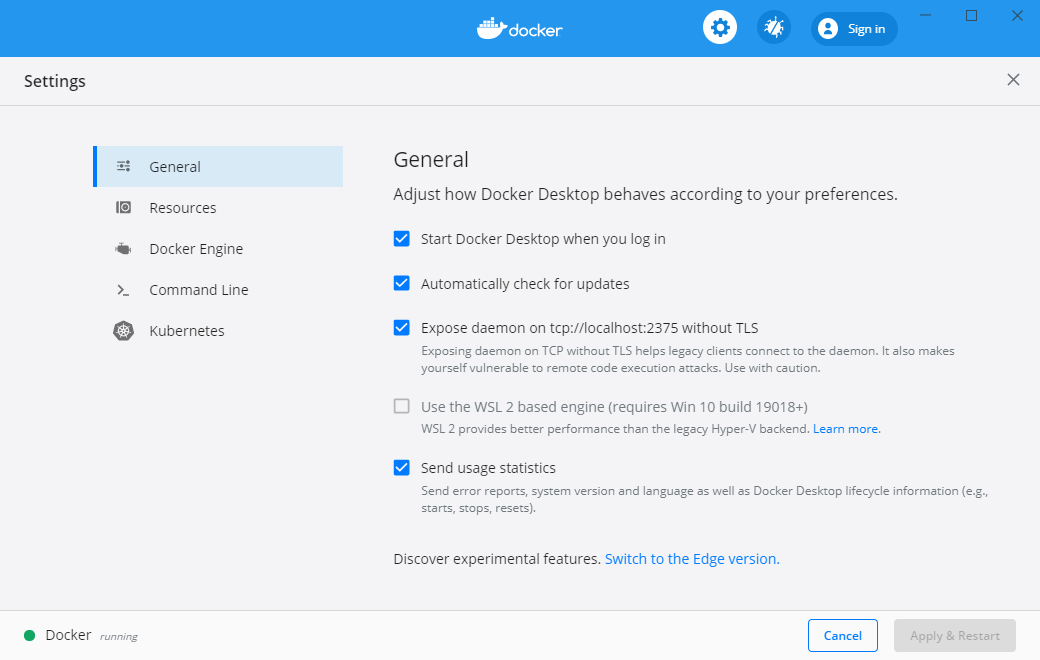 docker
Sign in
Settings
General
Resources
Docker Engine
Command Line
Kubernetes
General
Adjust how Docker Desktop behaves according to your preferences.
Start Docker Desktop when you log in
Automatically check for updates
Expose daemon on tcp://localhost:2375 without TLS
Exposing daemon on TCP without TLS helps legacy clients connect to the daemon. It also makes
yourself vulnerable to remote code execution attacks. Use with caution.
Use the WSL 2 based engine (requires Win 10 build 19018+)
WSL 2 provides better performance than the legacy Hyper-V backend. Learn more.
Send usage statistics
Send error reports, system version and language as well as Docker Desktop lifecycle information (e.g.,
starts, stops, resets).
Discover experimental features. Switch to the Edge version.
Docker running
Cancel
Apply & Restart